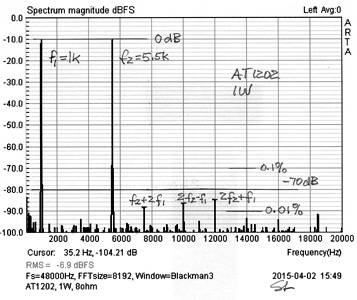 Spectrum magnitude dBFS Left Avg:0
0.0 ARTA
-10.0 0dB
f₁=1k f₂=5.5k
-20.0
-30.0 AT1202
1W
-40.0
-50.0
-60.0
-70.0 0.1%
-80.0 -70dB
f₂+2f₁ 2f₂-f₁ 2f₂+f₁
-90.0 0.01%
-100.0
0 2000 4000 6000 8000 10000 12000 14000 16000 18000 20000
Cursor: 35.2 Hz, -104.21 dB Frequency(Hz)
RMS = -6.9 dBFS
Fs=48000Hz, FFTsize=8192, Window=Blackman3 2015-04-02 15:49
AT1202, 1W, 8ohm